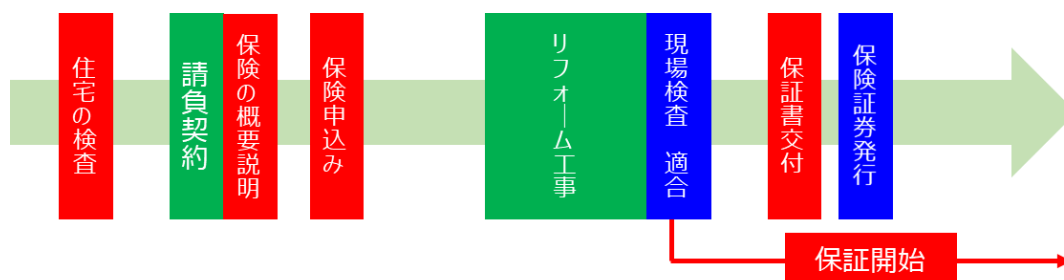 住宅の検査
請負契約
保険の概要説明
保険申込み
リフォーム工事
現場検査　適合
保証書交付
保険証券発行
保証開始